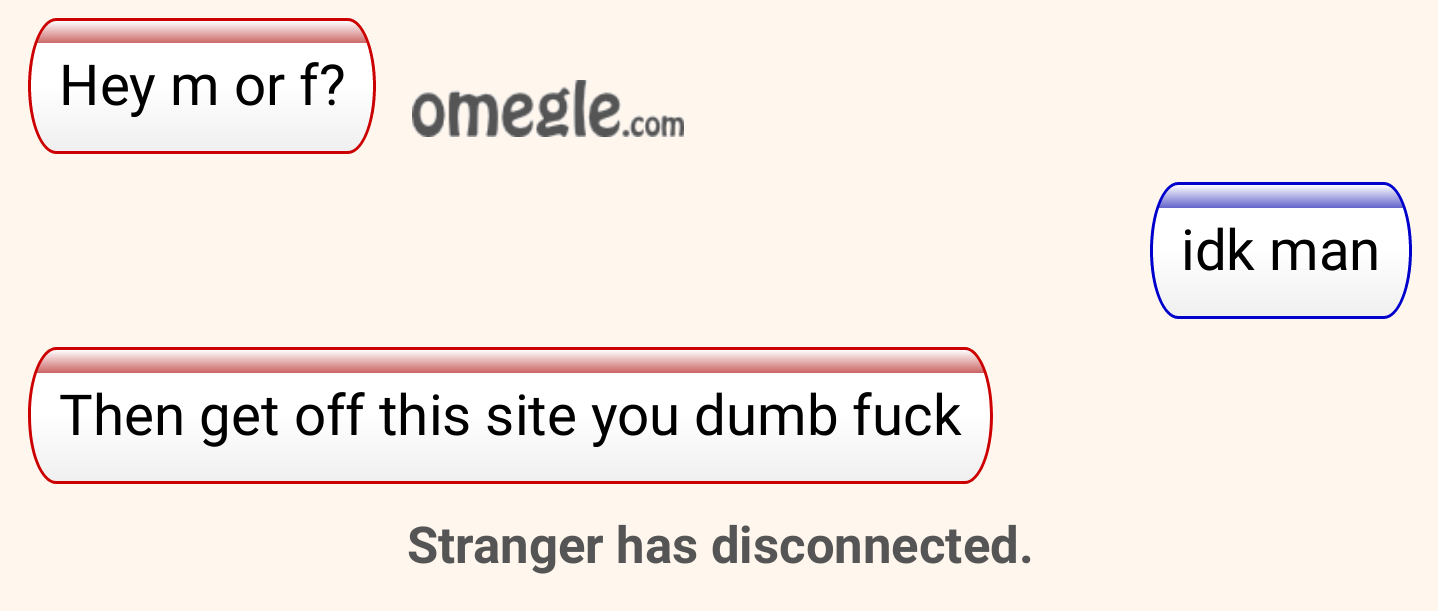 Hey m or f?
omegle.com
idk man
Then get off this site you dumb fuck
Stranger has disconnected.